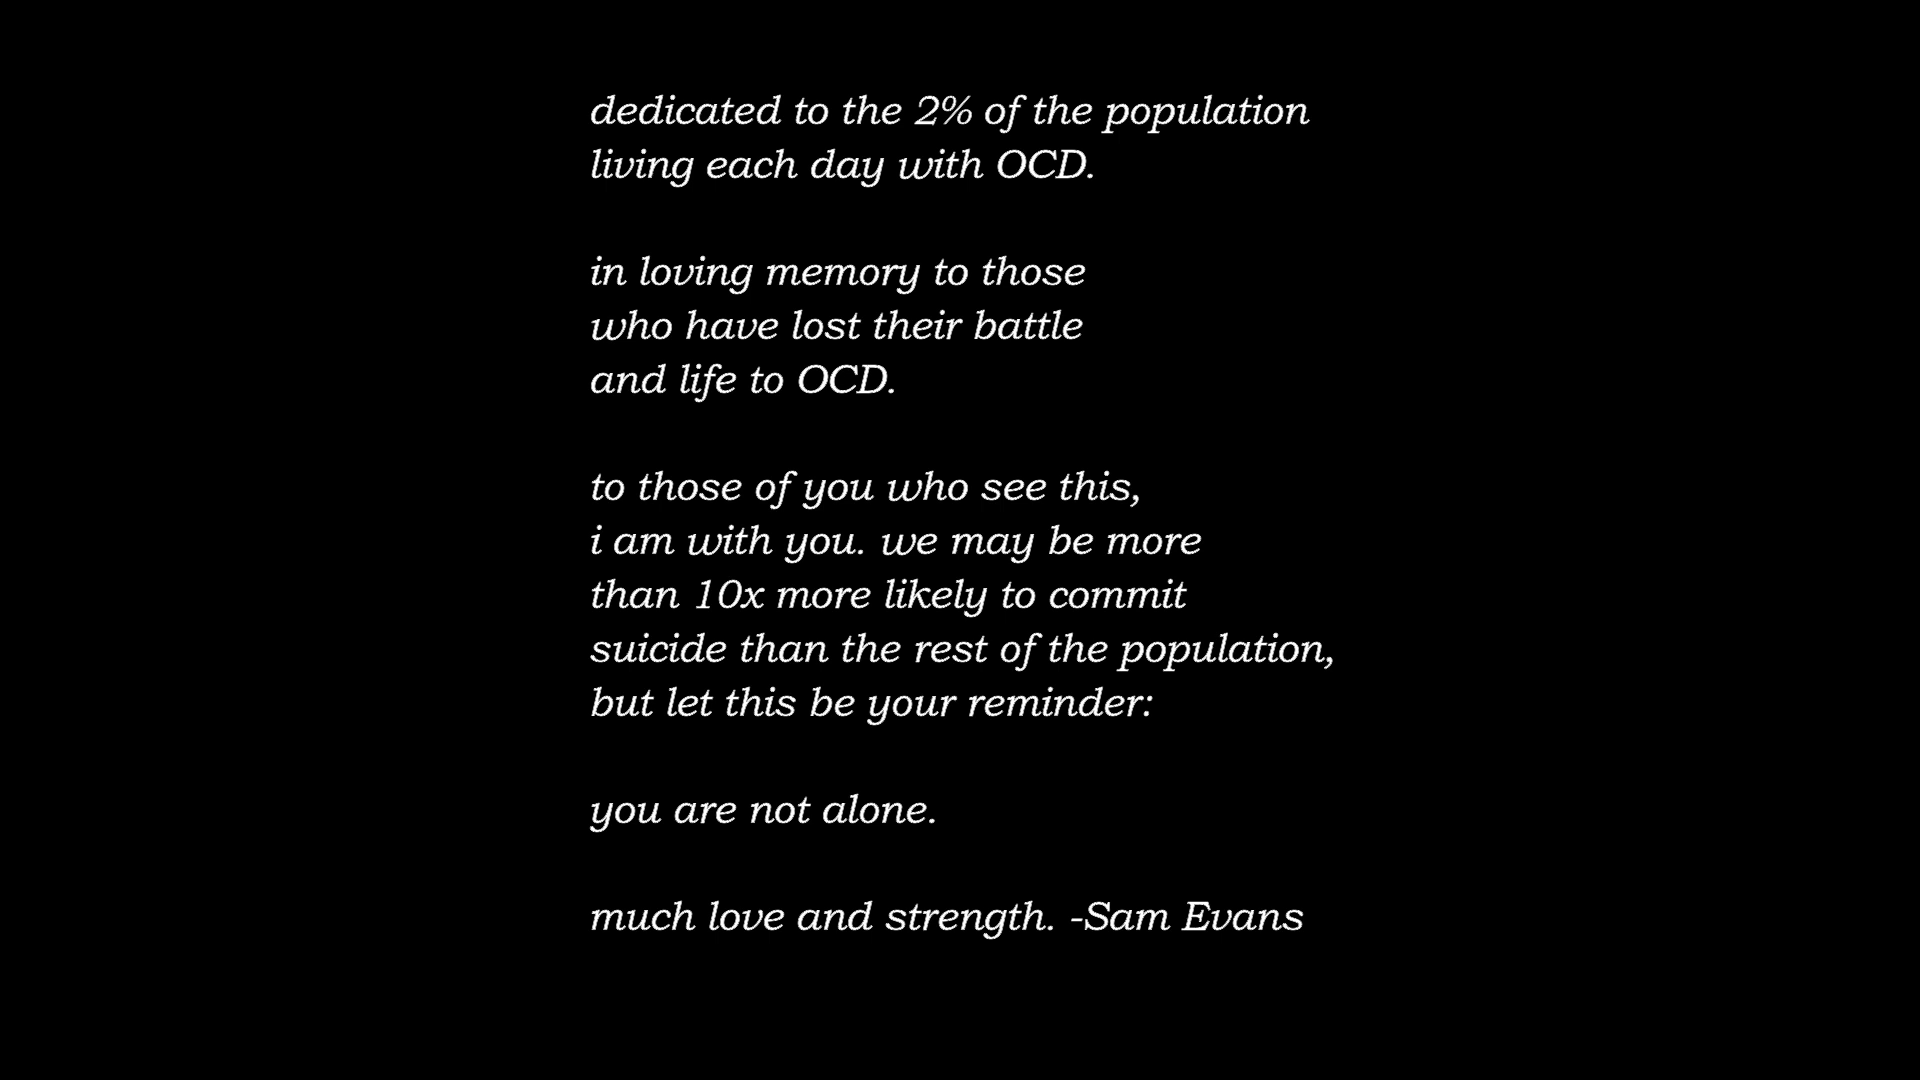 dedicated to the 2% of the population
living each day with OCD.
in loving memory to those
who have lost their battle
and life to OCD.
to those of you who see this,
i am with you. we may be more
than 10x more likely to commit
suicide than the rest of the population,
but let this be your reminder:
you are not alone.
much love and strength. -Sam Evans